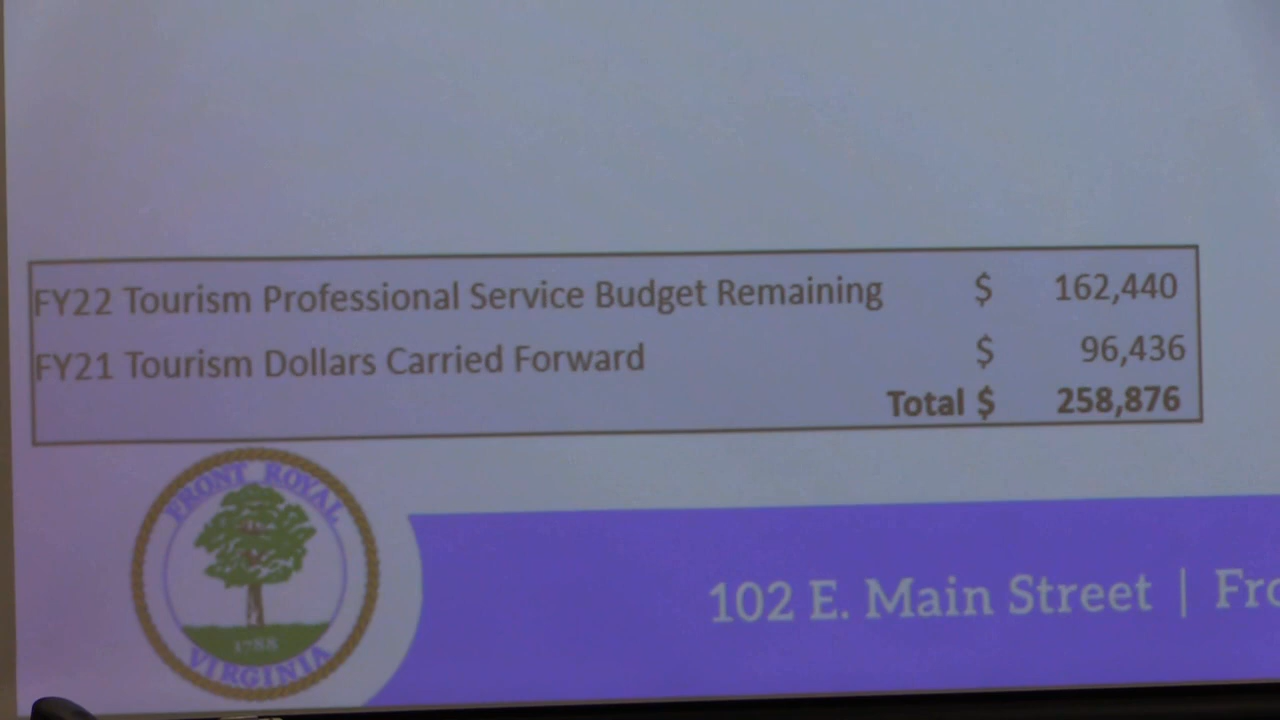 FY22 Tourism Professional Service Budget Remaining $ 162,440
FY21 Tourism Dollars Carried Forward $ 96,436
Total $ 258,876
FRONT ROYAL
1788
VIRGINIA
102 E. Main Street | Fro